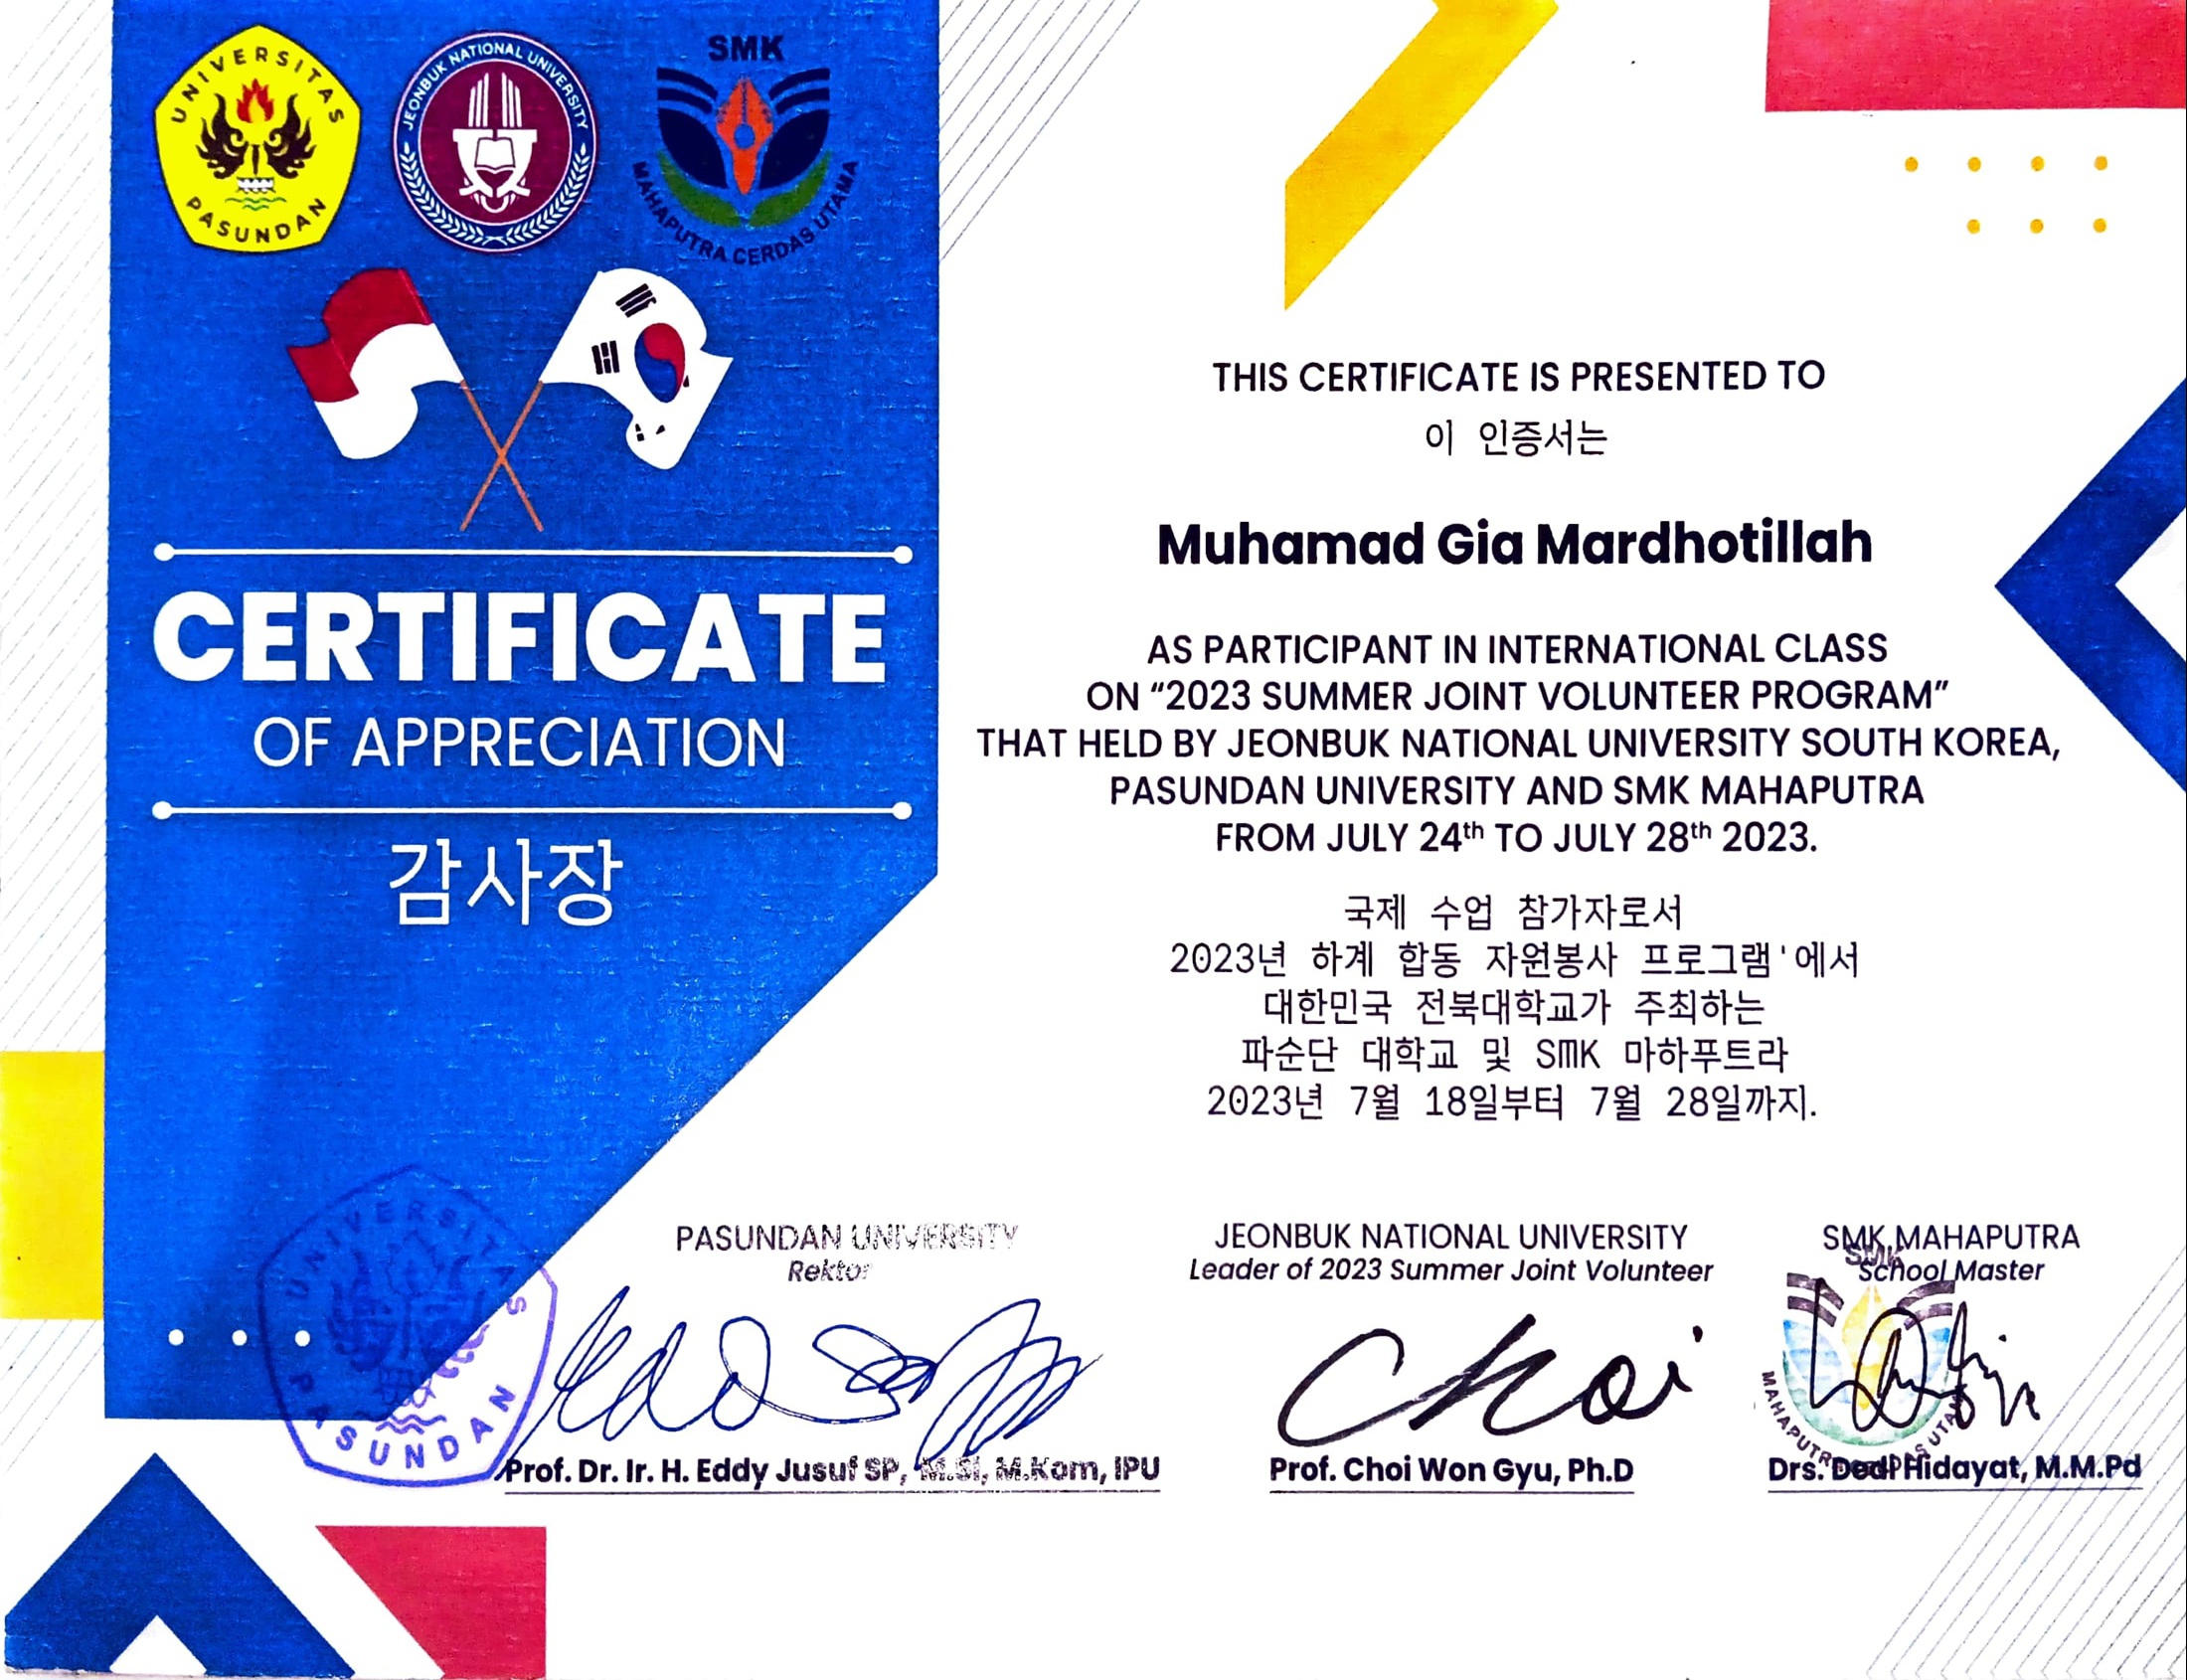 UNIVERSITAS PASUNDAN
JEONBUK NATIONAL UNIVERSITY
SMK
MAHAPUTRA CERDAS UTAMA
CERTIFICATE
OF APPRECIATION
감사장
THIS CERTIFICATE IS PRESENTED TO
이 인증서는
Muhamad Gia Mardhotillah
AS PARTICIPANT IN INTERNATIONAL CLASS
ON “2023 SUMMER JOINT VOLUNTEER PROGRAM”
THAT HELD BY JEONBUK NATIONAL UNIVERSITY SOUTH KOREA,
PASUNDAN UNIVERSITY AND SMK MAHAPUTRA
FROM JULY 24th TO JULY 28th 2023.
국제 수업 참가자로서
2023년 하계 합동 자원봉사 프로그램'에서
대한민국 전북대학교가 주최하는
파순단 대학교 및 SMK 마하푸트라
2023년 7월 18일부터 7월 28일까지.
PASUNDAN UNIVERSITY
Rektor
UNIVERSITAS PASUNDAN
Prof. Dr. Ir. H. Eddy Jusuf SP, M.Si, M.Kom, IPU
JEONBUK NATIONAL UNIVERSITY
Leader of 2023 Summer Joint Volunteer
Choi
Prof. Choi Won Gyu, Ph.D
SMK MAHAPUTRA
School Master
SMK
Drs. Dedi Hidayat, M.M.Pd